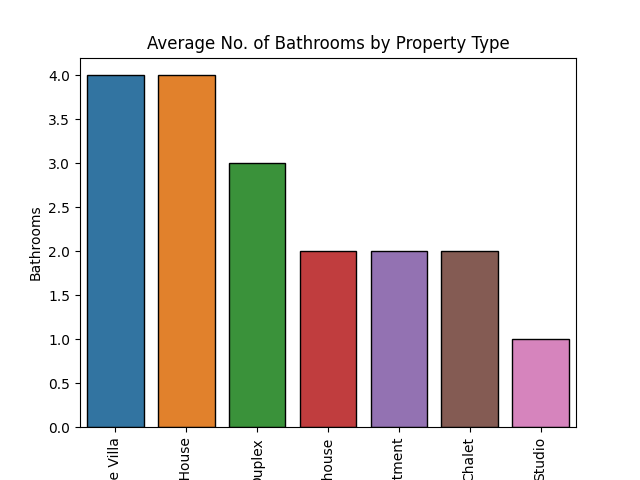 Average No. of Bathrooms by Property Type
4.0
3.5
3.0
2.5
2.0
1.5
1.0
0.5
0.0
Bathrooms
e Villa
House
uplex
house
tment
Chalet
Studio